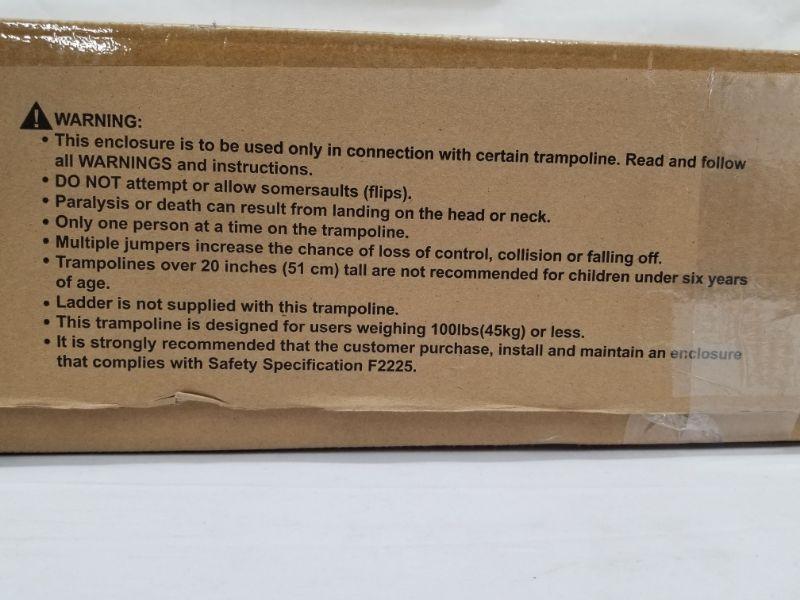 WARNING:
• This enclosure is to be used only in connection with certain trampoline. Read and follow
all WARNINGS and instructions.
• DO NOT attempt or allow somersaults (flips).
• Paralysis or death can result from landing on the head or neck.
• Only one person at a time on the trampoline.
• Multiple jumpers increase the chance of loss of control, collision or falling off.
• Trampolines over 20 inches (51 cm) tall are not recommended for children under six years
of age.
• Ladder is not supplied with this trampoline.
• This trampoline is designed for users weighing 100lbs(45kg) or less.
• It is strongly recommended that the customer purchase, install and maintain an enclosure
that complies with Safety Specification F2225.